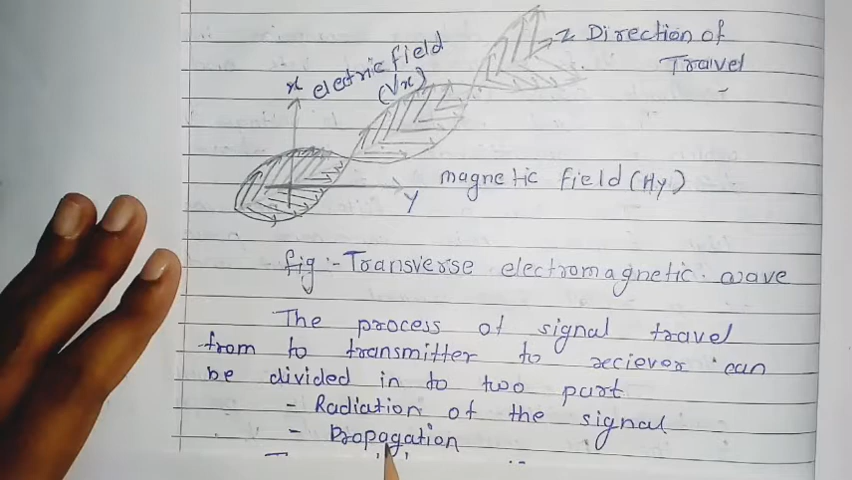 Z Direction of
Travel
x electric field
(Vx)
magnetic field (Hy)
Y
fig :- Transverse electromagnetic wave
The process of signal travel
from to transmitter to reciever can
be divided in to two part
- Radiation of the signal
- Propagation